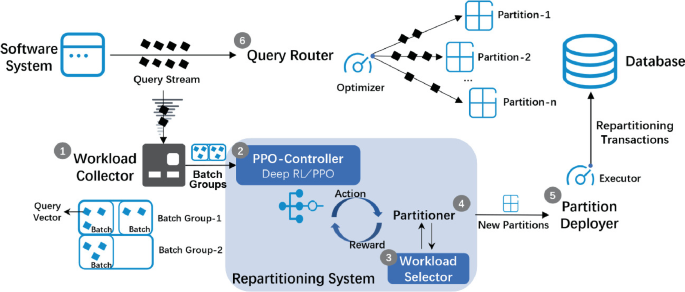 Software
System
Query Stream
6
Query Router
Optimizer
Partition-1
Partition-2
...
Partition-n
Database
Repartitioning
Transactions
Executor
1
Workload
Collector
Batch
Groups
2
PPO-Controller
Deep RL/PPO
Action
Reward
Partitioner
4
New Partitions
5
Partition
Deployer
3
Workload
Selector
Repartitioning System
Query
Vector
Batch
Batch
Batch Group-1
Batch
Batch Group-2